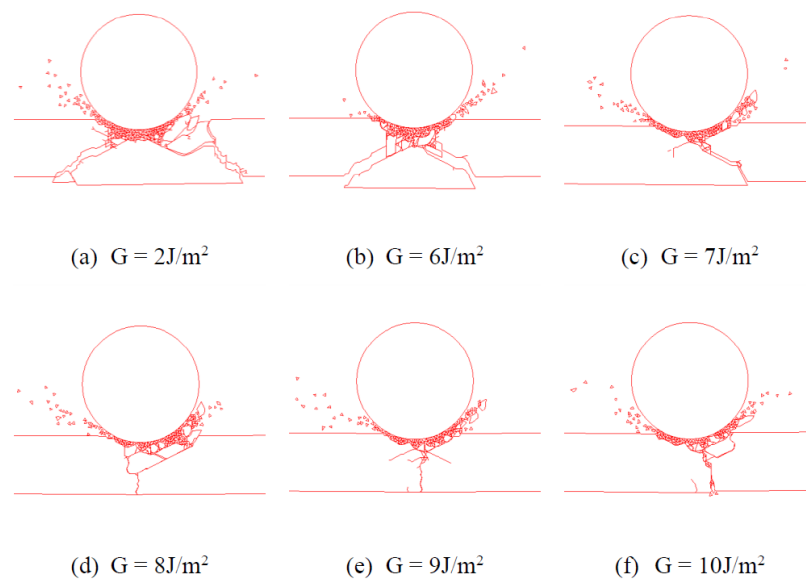 (a) G = 2J/m²
(b) G = 6J/m²
(c) G = 7J/m²
(d) G = 8J/m²
(e) G = 9J/m²
(f) G = 10J/m²